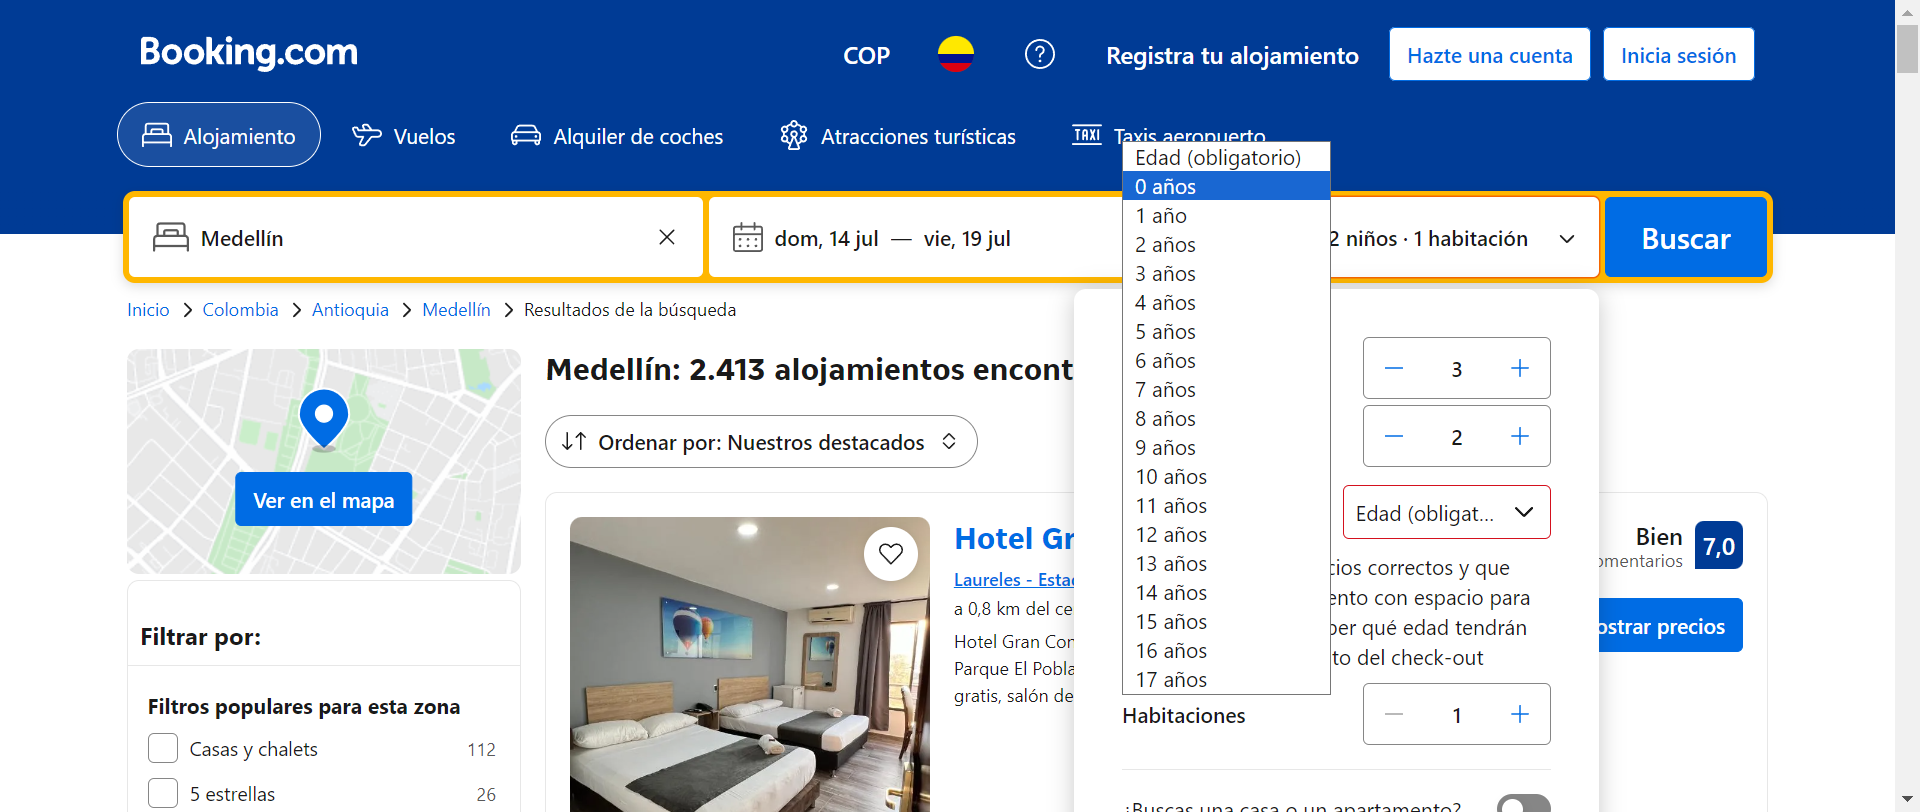 Booking.com
COP
Registra tu alojamiento
Hazte una cuenta
Inicia sesión
Alojamiento
Vuelos
Alquiler de coches
Atracciones turísticas
TAXI
Taxis aeropuerto
Medellín
dom, 14 jul — vie, 19 jul
2 niños · 1 habitación
Buscar
Edad (obligatorio)
0 años
1 año
2 años
3 años
4 años
5 años
6 años
7 años
8 años
9 años
10 años
11 años
12 años
13 años
14 años
15 años
16 años
17 años
Inicio
Colombia
Antioquia
Medellín
Resultados de la búsqueda
Ver en el mapa
Medellín: 2.413 alojamientos encont
Ordenar por: Nuestros destacados
3
2
Edad (obligat...
cios correctos y que
ento con espacio para
ber qué edad tendrán
to del check-out
Habitaciones
1
¿Buscas una casa o un apartamento?
Filtrar por:
Filtros populares para esta zona
Casas y chalets
112
5 estrellas
26
Hotel Gr
Laureles - Estad
a 0,8 km del ce
Hotel Gran Con
Parque El Pobla
gratis, salón de
Bien
omentarios
7,0
ostrar precios